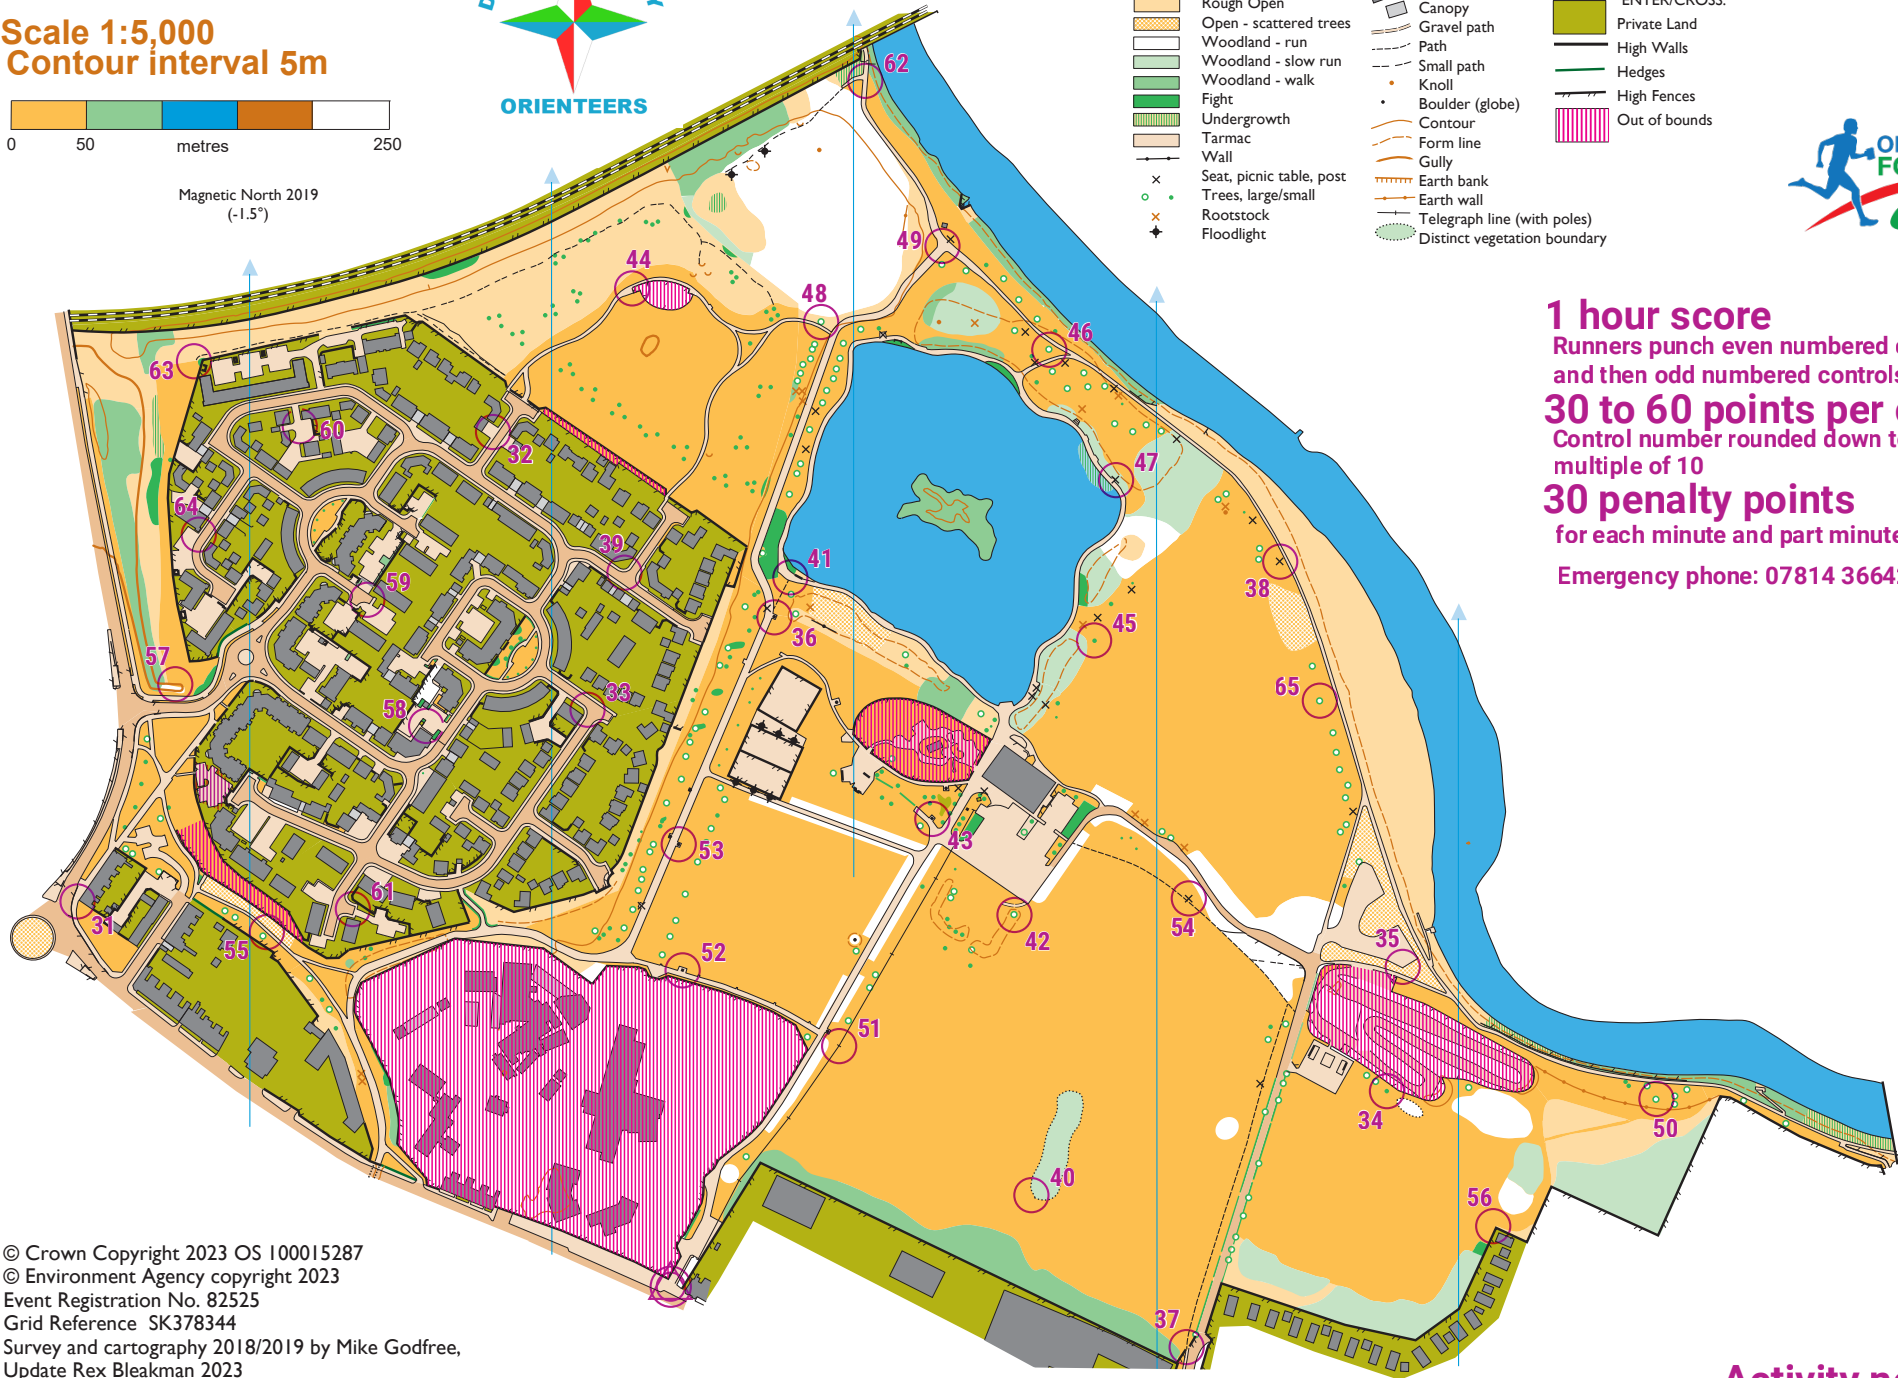 Scale 1:5,000
Contour interval 5m
0 50 metres 250
Magnetic North 2019
(-1.5°)
ORIENTEERS
Rough Open
Open - scattered trees
Woodland - run
Woodland - slow run
Woodland - walk
Fight
Undergrowth
Tarmac
Wall
Seat, picnic table, post
Trees, large/small
Rootstock
Floodlight
Canopy
Gravel path
Path
Small path
Knoll
Boulder (globe)
Contour
Form line
Gully
Earth bank
Earth wall
Telegraph line (with poles)
Distinct vegetation boundary
ENTER/CROSS:
Private Land
High Walls
Hedges
High Fences
Out of bounds
1 hour score
Runners punch even numbered
and then odd numbered controls
30 to 60 points per
Control number rounded down
multiple of 10
30 penalty points
for each minute and part minute
Emergency phone: 07814 3664
62
49
44
48
46
63
60
32
47
64
39
41
59
38
36
45
57
65
33
58
53
43
61
31
55
52
42
54
35
51
34
50
40
56
37
© Crown Copyright 2023 OS 100015287
© Environment Agency copyright 2023
Event Registration No. 82525
Grid Reference SK378344
Survey and cartography 2018/2019 by Mike Godfree,
Update Rex Bleakman 2023
Activity